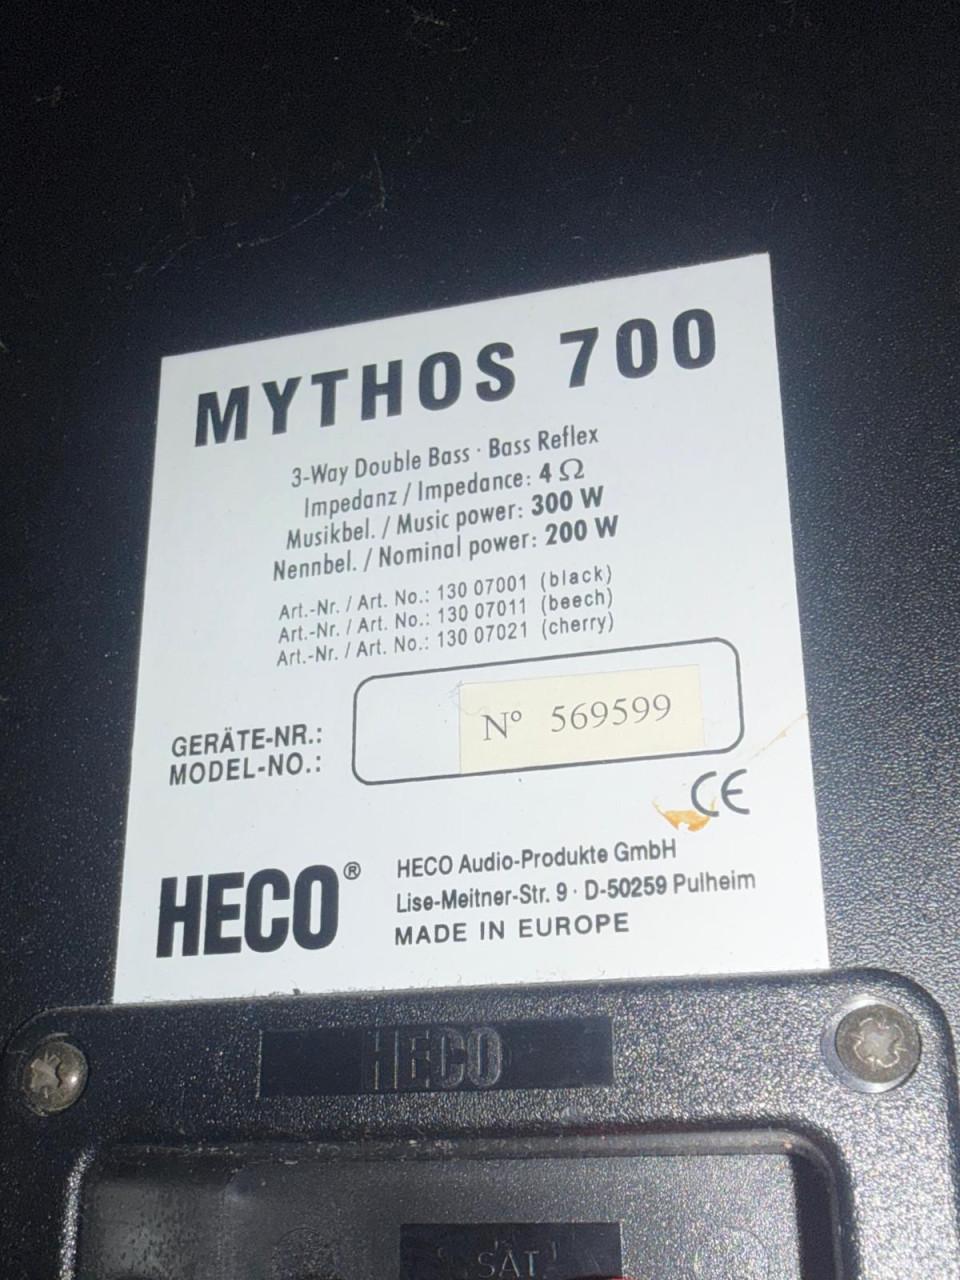 MYTHOS 700
3-Way Double Bass · Bass Reflex
Impedanz / Impedance: 4 Ω
Musikbel. / Music power: 300 W
Nennbel. / Nominal power: 200 W
Art.-Nr. / Art. No.: 130 07001 (black)
Art.-Nr. / Art. No.: 130 07011 (beech)
Art.-Nr. / Art. No.: 130 07021 (cherry)
GERÄTE-NR.:
MODEL-NO.:
Nº 569599
CE
HECO®
HECO Audio-Produkte GmbH
Lise-Meitner-Str. 9 · D-50259 Pulheim
MADE IN EUROPE
HECO
SAT